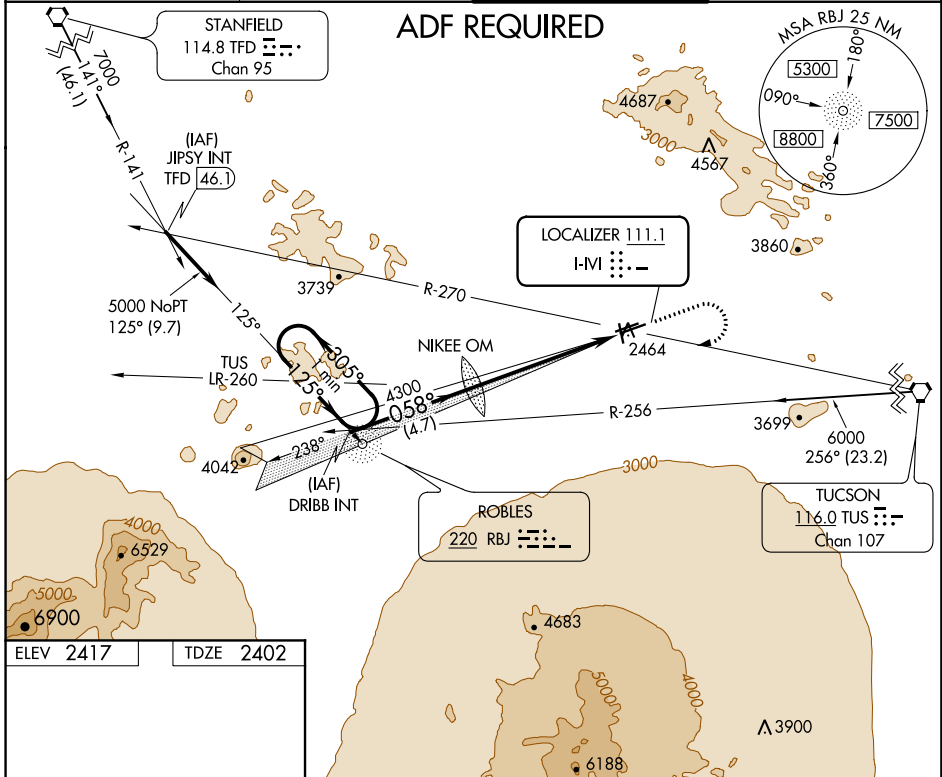 ADF REQUIRED
STANFIELD
114.8 TFD
Chan 95
MSA RBJ 25 NM
180°
5300
090°
7500
8800
360°
7000
141°
(46.1)
R-141
(IAF)
JIPSY INT
TFD 46.1
4687
3000
4567
3860
LOCALIZER 111.1
I-IVI
3739
R-270
5000 NoPT
125° (9.7)
125°
2464
NIKEE OM
305°
1 min
125°
TUS
LR-260
4300
058°
(4.7)
R-256
3699
6000
256° (23.2)
238°
4042
(IAF)
DRIBB INT
3000
ROBLES
220 RBJ
TUCSON
116.0 TUS
Chan 107
4000
6529
5000
6900
4683
5000
4000
3900
6188
ELEV 2417
TDZE 2402